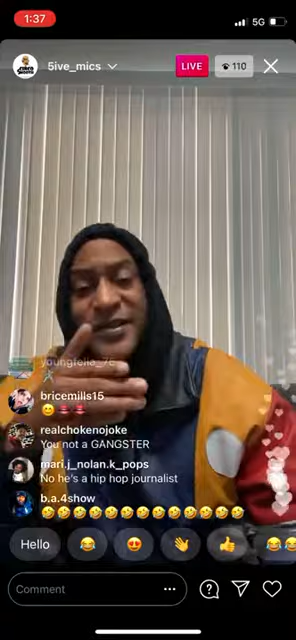 1:37
5G
5ive_mics
LIVE
110
youngfella_7E
bricemills15
realchokenojoke
You not a GANGSTER
mari.j_nolan.k_pops
No he's a hip hop journalist
b.a.4show
Hello
Comment